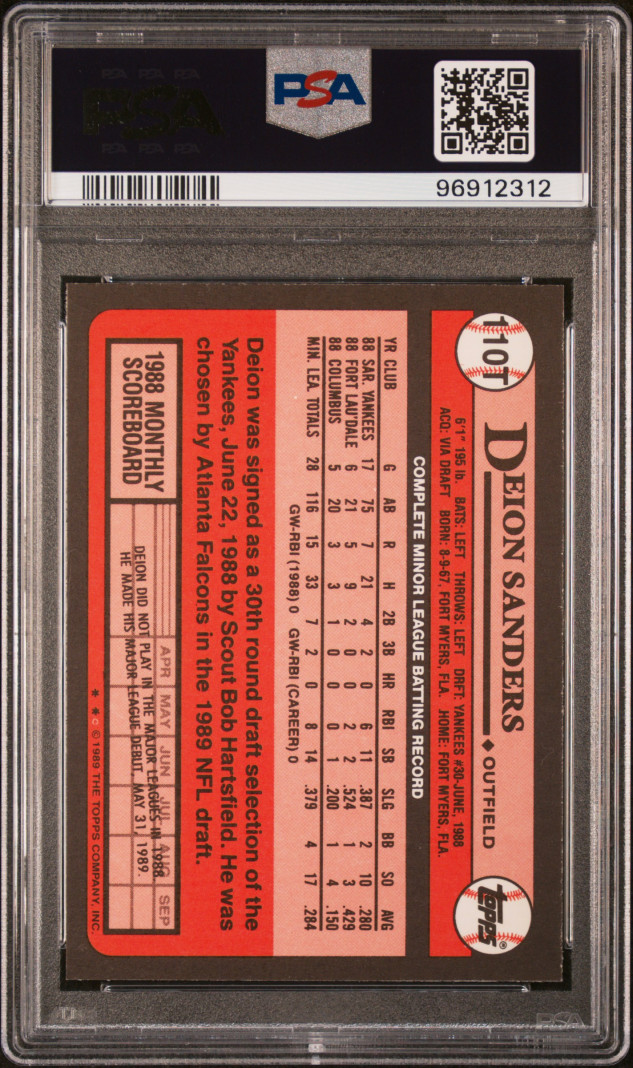 PSA PSA PSA
PSA
PSA PSA PSA
PSA
96912312
110T
DEION SANDERS ♦ OUTFIELD
topps®
6'1" 195 lb. BATS: LEFT THROWS: LEFT DRFT: YANKEES #30-JUNE, 1988
ACQ: VIA DRAFT BORN: 8-9-67, FORT MYERS, FLA. HOME: FORT MYERS, FLA.
COMPLETE MINOR LEAGUE BATTING RECORD
YR CLUB G AB R H 2B 3B HR RBI SB SLG BB SO AVG
88 SAR. YANKEES 17 75 7 21 4 2 0 6 11 .387 2 10 .280
88 FORT LAU'DALE 6 21 5 9 2 0 0 2 2 .524 1 3 .429
88 COLUMBUS 5 20 3 3 1 0 0 0 1 .200 1 4 .150
MIN. LEA. TOTALS 28 116 15 33 7 2 0 8 14 .379 4 17 .284
GW-RBI (1988) 0 GW-RBI (CAREER) 0
Deion was signed as a 30th round draft selection of the
Yankees, June 22, 1988 by Scout Bob Hartsfield. He was
chosen by Atlanta Falcons in the 1989 NFL draft.
1988 MONTHLY
SCOREBOARD
APR MAY JUN JUL AUG SEP
DEION DID NOT PLAY IN THE MAJOR LEAGUES IN 1988.
HE MADE HIS MAJOR LEAGUE DEBUT, MAY 31, 1989.
* * © 1989 THE TOPPS COMPANY, INC.
PSA